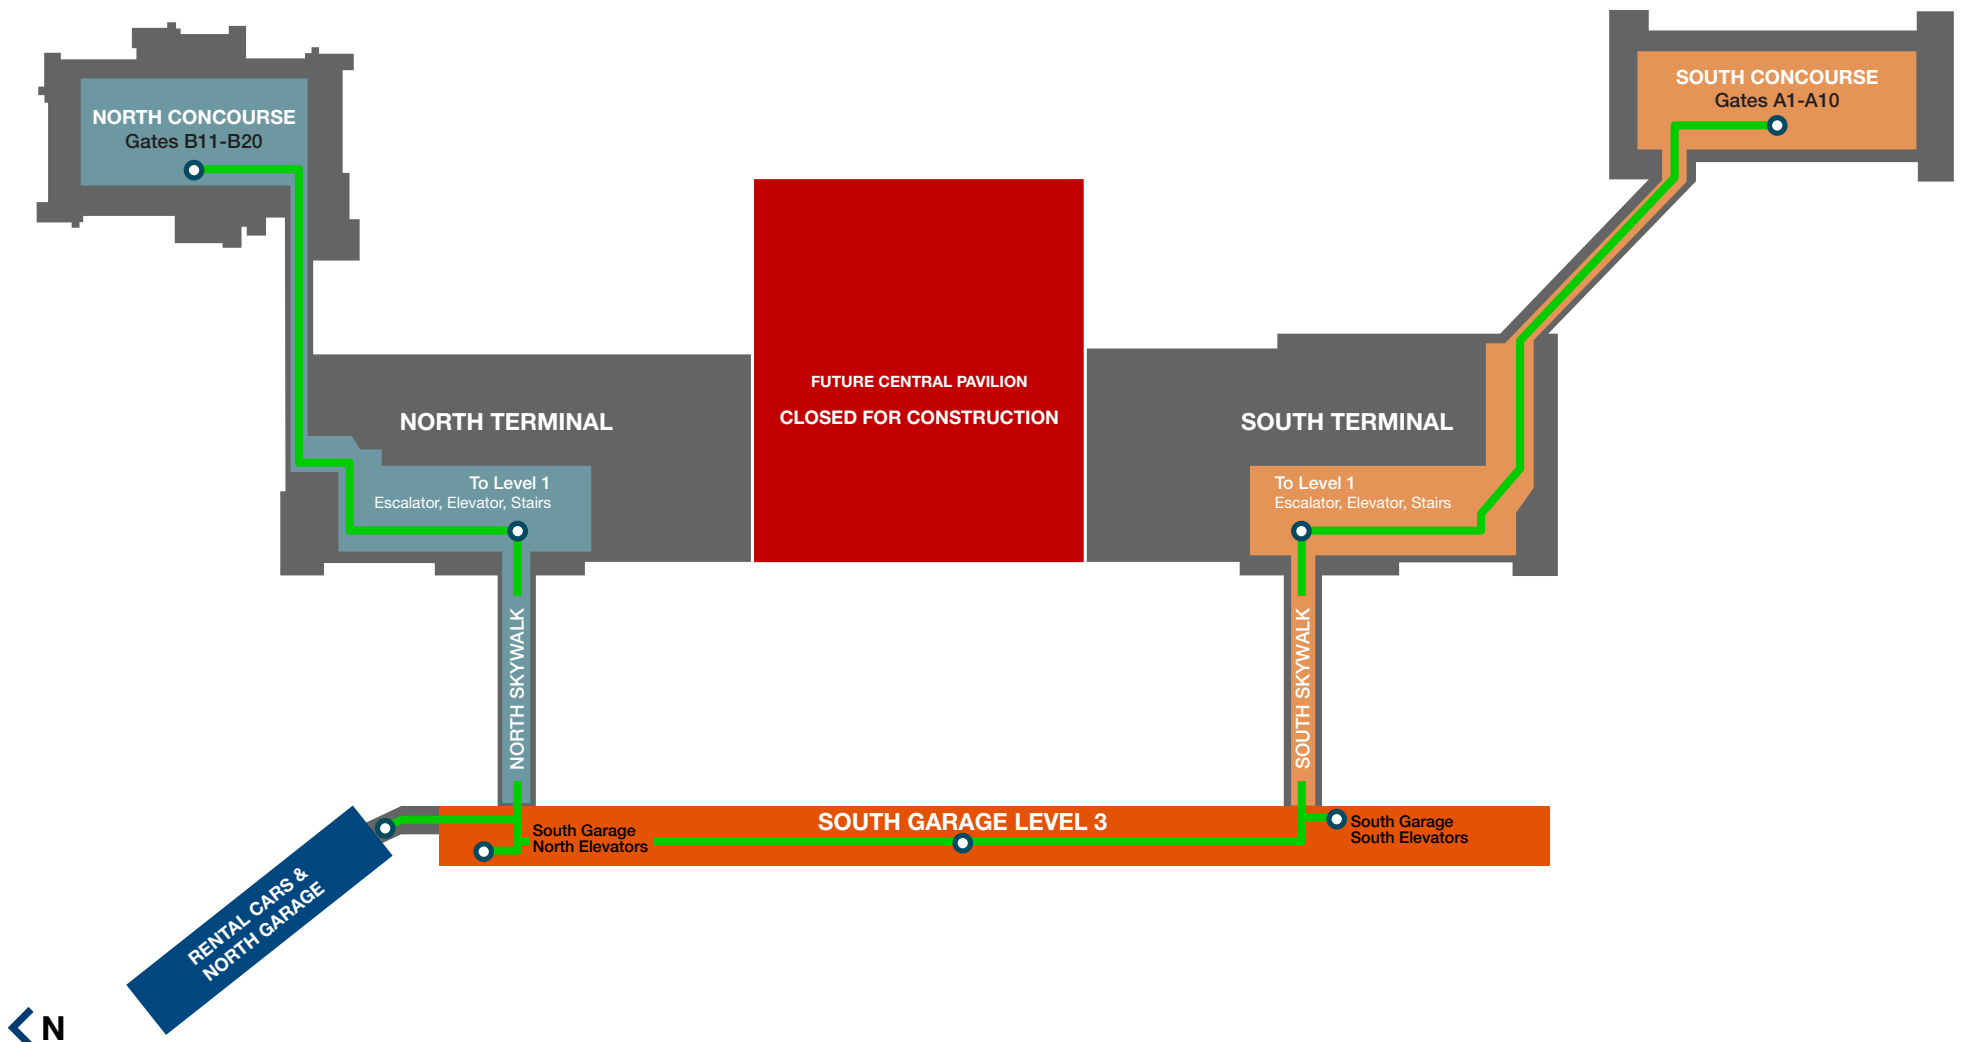 NORTH CONCOURSE
Gates B11-B20
SOUTH CONCOURSE
Gates A1-A10
FUTURE CENTRAL PAVILION
CLOSED FOR CONSTRUCTION
NORTH TERMINAL
SOUTH TERMINAL
To Level 1
Escalator, Elevator, Stairs
To Level 1
Escalator, Elevator, Stairs
NORTH SKYWALK
SOUTH SKYWALK
SOUTH GARAGE LEVEL 3
South Garage
North Elevators
South Garage
South Elevators
RENTAL CARS &
NORTH GARAGE
N